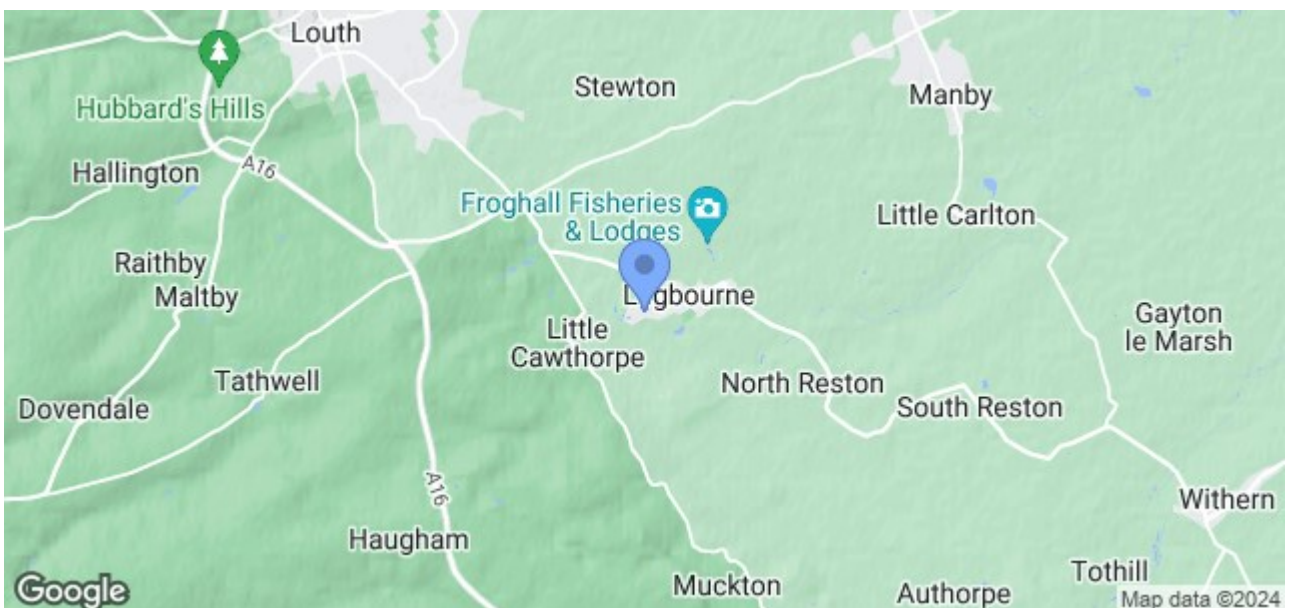 Louth
Stewton
Manby
Hubbard's Hills
A16
Hallington
Froghall Fisheries
& Lodges
Little Carlton
Raithby
Maltby
Gayton
le Marsh
Little
Cawthorpe
Tathwell
North Reston
South Reston
Dovendale
A16
Withern
Haugham
Tothill
Muckton
Authorpe
Google
Map data ©2024